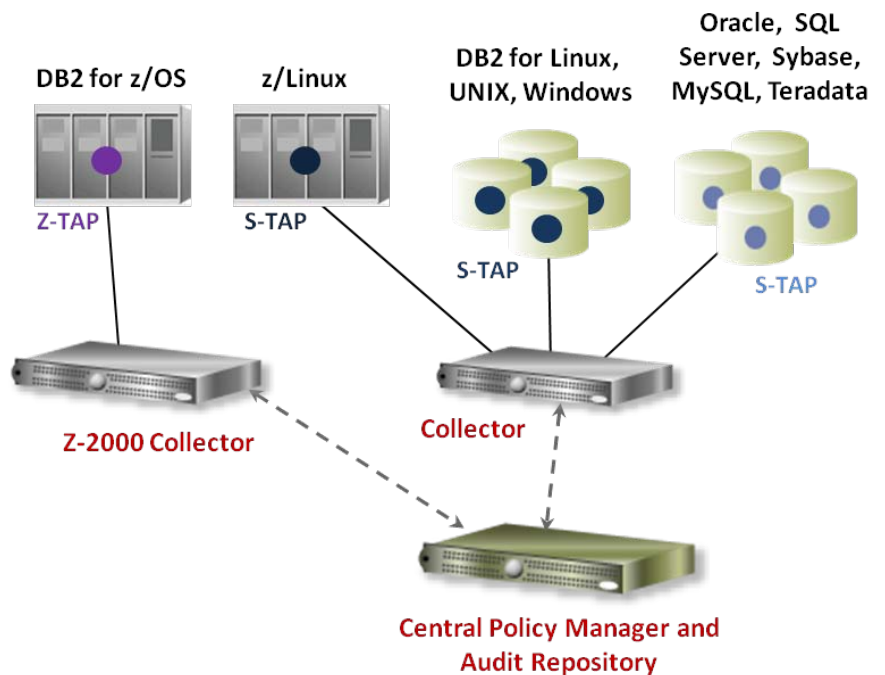 DB2 for z/OS
z/Linux
DB2 for Linux,
UNIX, Windows
Oracle, SQL
Server, Sybase,
MySQL, Teradata
Z-TAP
S-TAP
S-TAP
S-TAP
Z-2000 Collector
Collector
Central Policy Manager and
Audit Repository